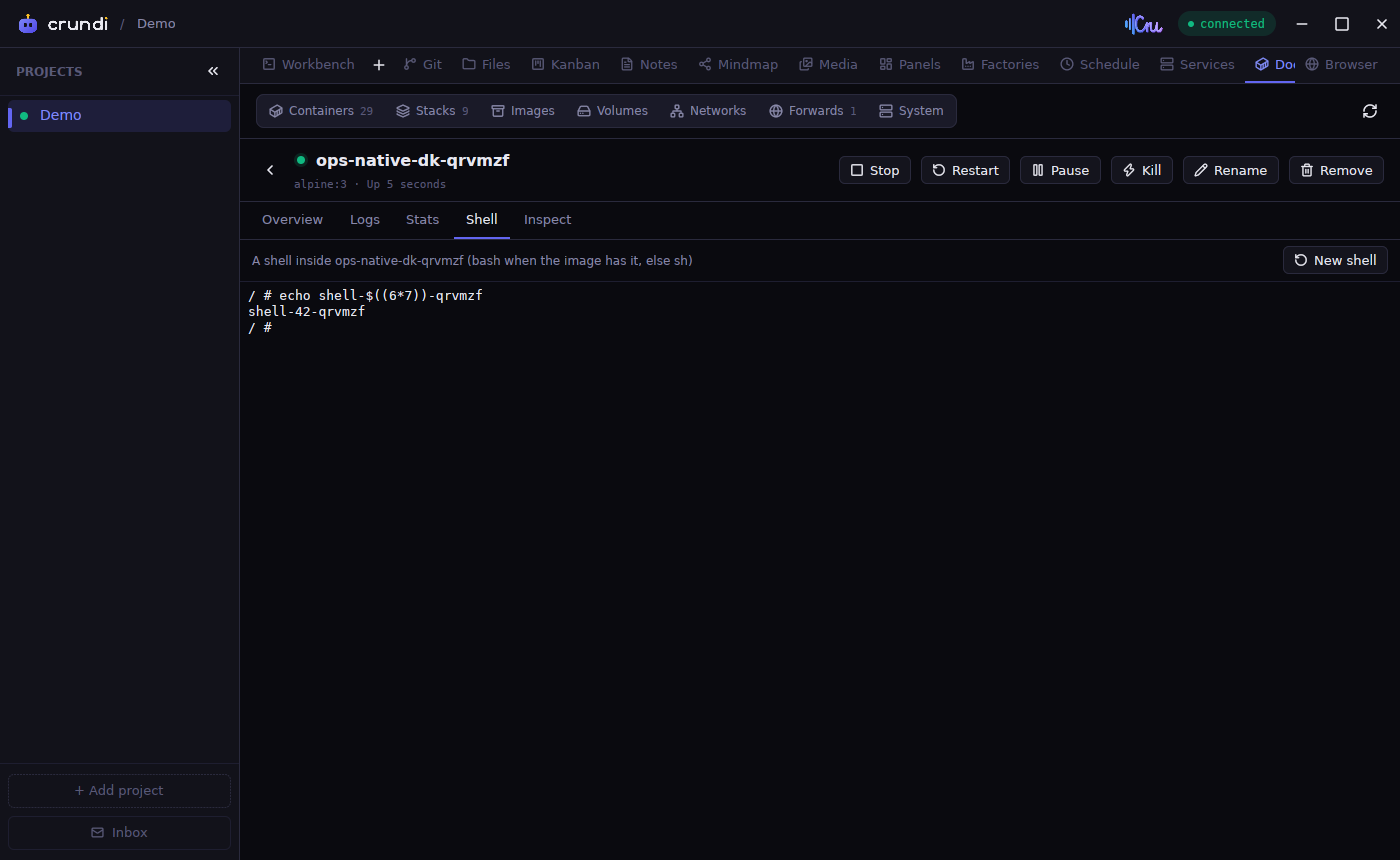 crundi / Demo
Cru
connected
PROJECTS
Demo
+ Add project
Inbox
Workbench + Git Files Kanban Notes Mindmap Media Panels Factories Schedule Services Doc Browser
Containers 29 Stacks 9 Images Volumes Networks Forwards 1 System
ops-native-dk-qrvmzf
alpine:3 · Up 5 seconds
Stop Restart Pause Kill Rename Remove
Overview Logs Stats Shell Inspect
A shell inside ops-native-dk-qrvmzf (bash when the image has it, else sh)
New shell
/ # echo shell-$((6*7))-qrvmzf
shell-42-qrvmzf
/ #